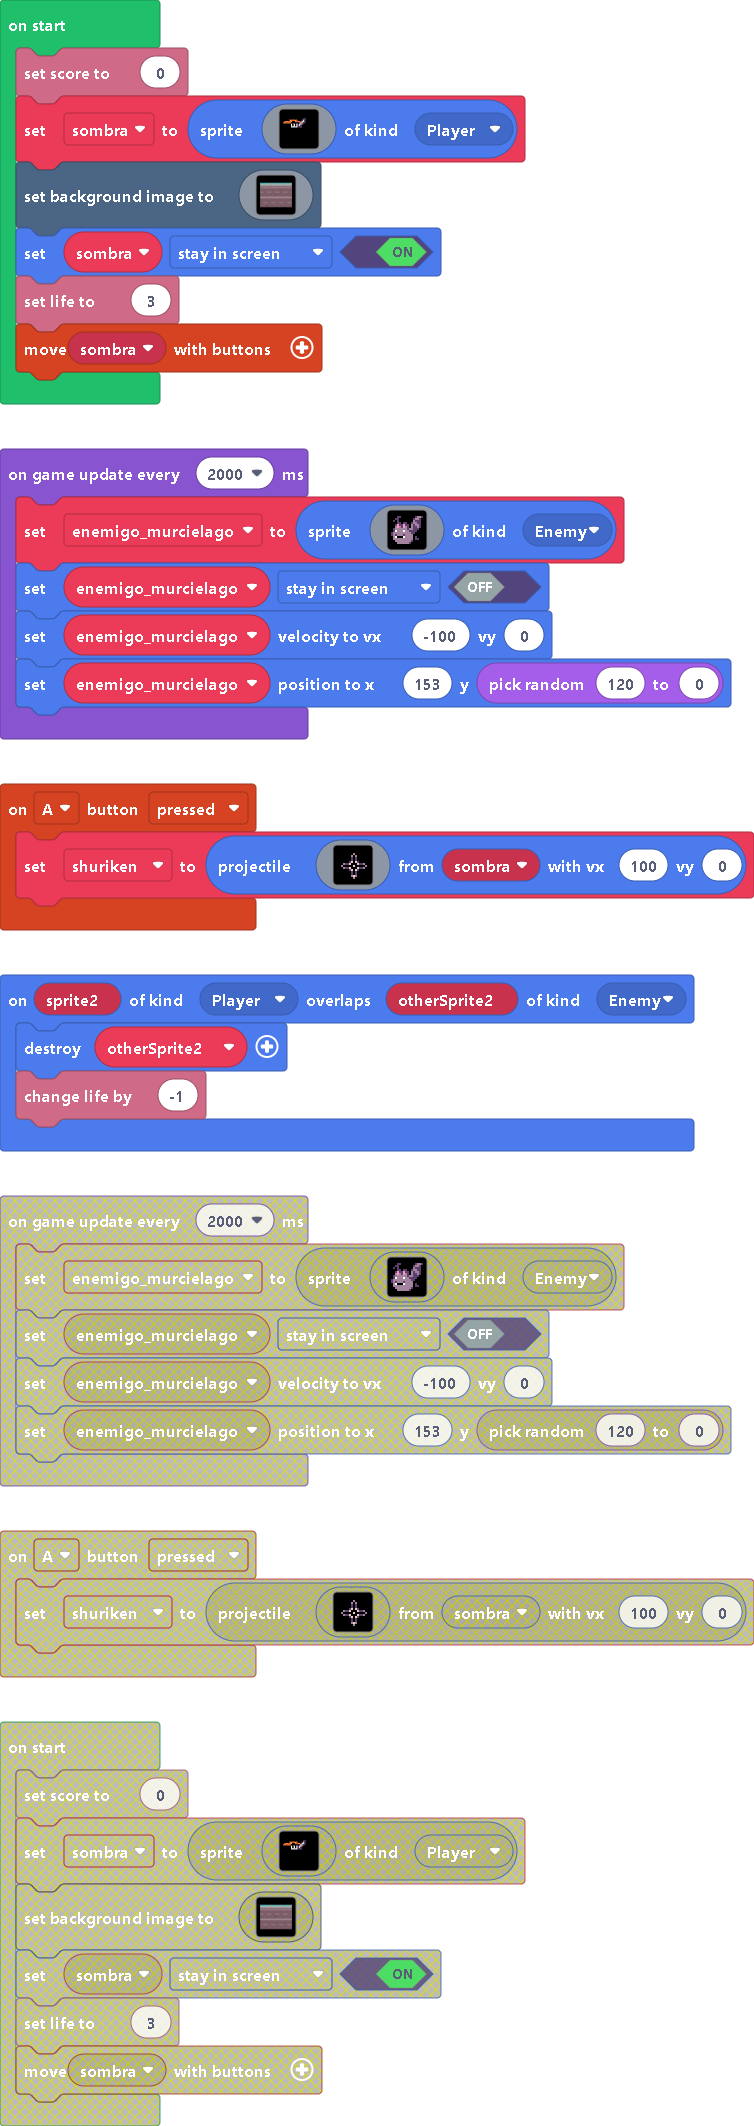 on start
set score to 0
set sombra to sprite of kind Player
set background image to
set sombra stay in screen ON
set life to 3
move sombra with buttons
on game update every 2000 ms
set enemigo_murcielago to sprite of kind Enemy
set enemigo_murcielago stay in screen OFF
set enemigo_murcielago velocity to vx -100 vy 0
set enemigo_murcielago position to x 153 y pick random 120 to 0
on A button pressed
set shuriken to projectile from sombra with vx 100 vy 0
on sprite2 of kind Player overlaps otherSprite2 of kind Enemy
destroy otherSprite2
change life by -1
on game update every 2000 ms
set enemigo_murcielago to sprite of kind Enemy
set enemigo_murcielago stay in screen OFF
set enemigo_murcielago velocity to vx -100 vy 0
set enemigo_murcielago position to x 153 y pick random 120 to 0
on A button pressed
set shuriken to projectile from sombra with vx 100 vy 0
on start
set score to 0
set sombra to sprite of kind Player
set background image to
set sombra stay in screen ON
set life to 3
move sombra with buttons